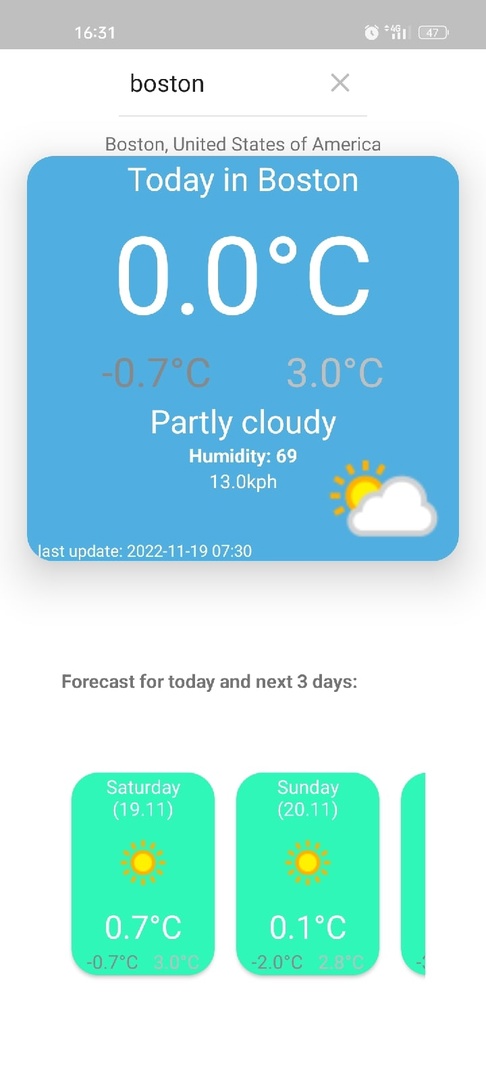 16:31
4G
47
boston
Boston, United States of America
Today in Boston
0.0°C
-0.7°C 3.0°C
Partly cloudy
Humidity: 69
13.0kph
last update: 2022-11-19 07:30
Forecast for today and next 3 days:
Saturday
(19.11)
0.7°C
-0.7°C 3.0°C
Sunday
(20.11)
0.1°C
-2.0°C 2.8°C